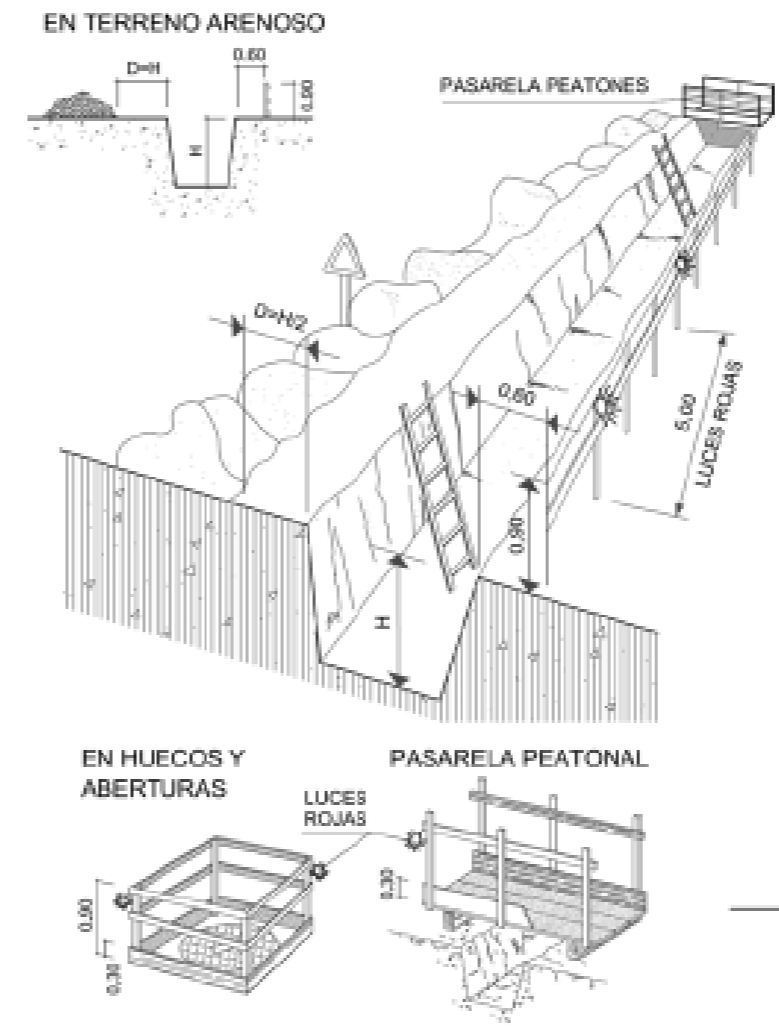 EN TERRENO ARENOSO
D=H
0.60
0.90
H
PASARELA PEATONES
D=H/2
0,60
5,00
LUCES ROJAS
0,90
H
EN HUECOS Y
ABERTURAS
PASARELA PEATONAL
LUCES
ROJAS
0,90
0,30
0,30